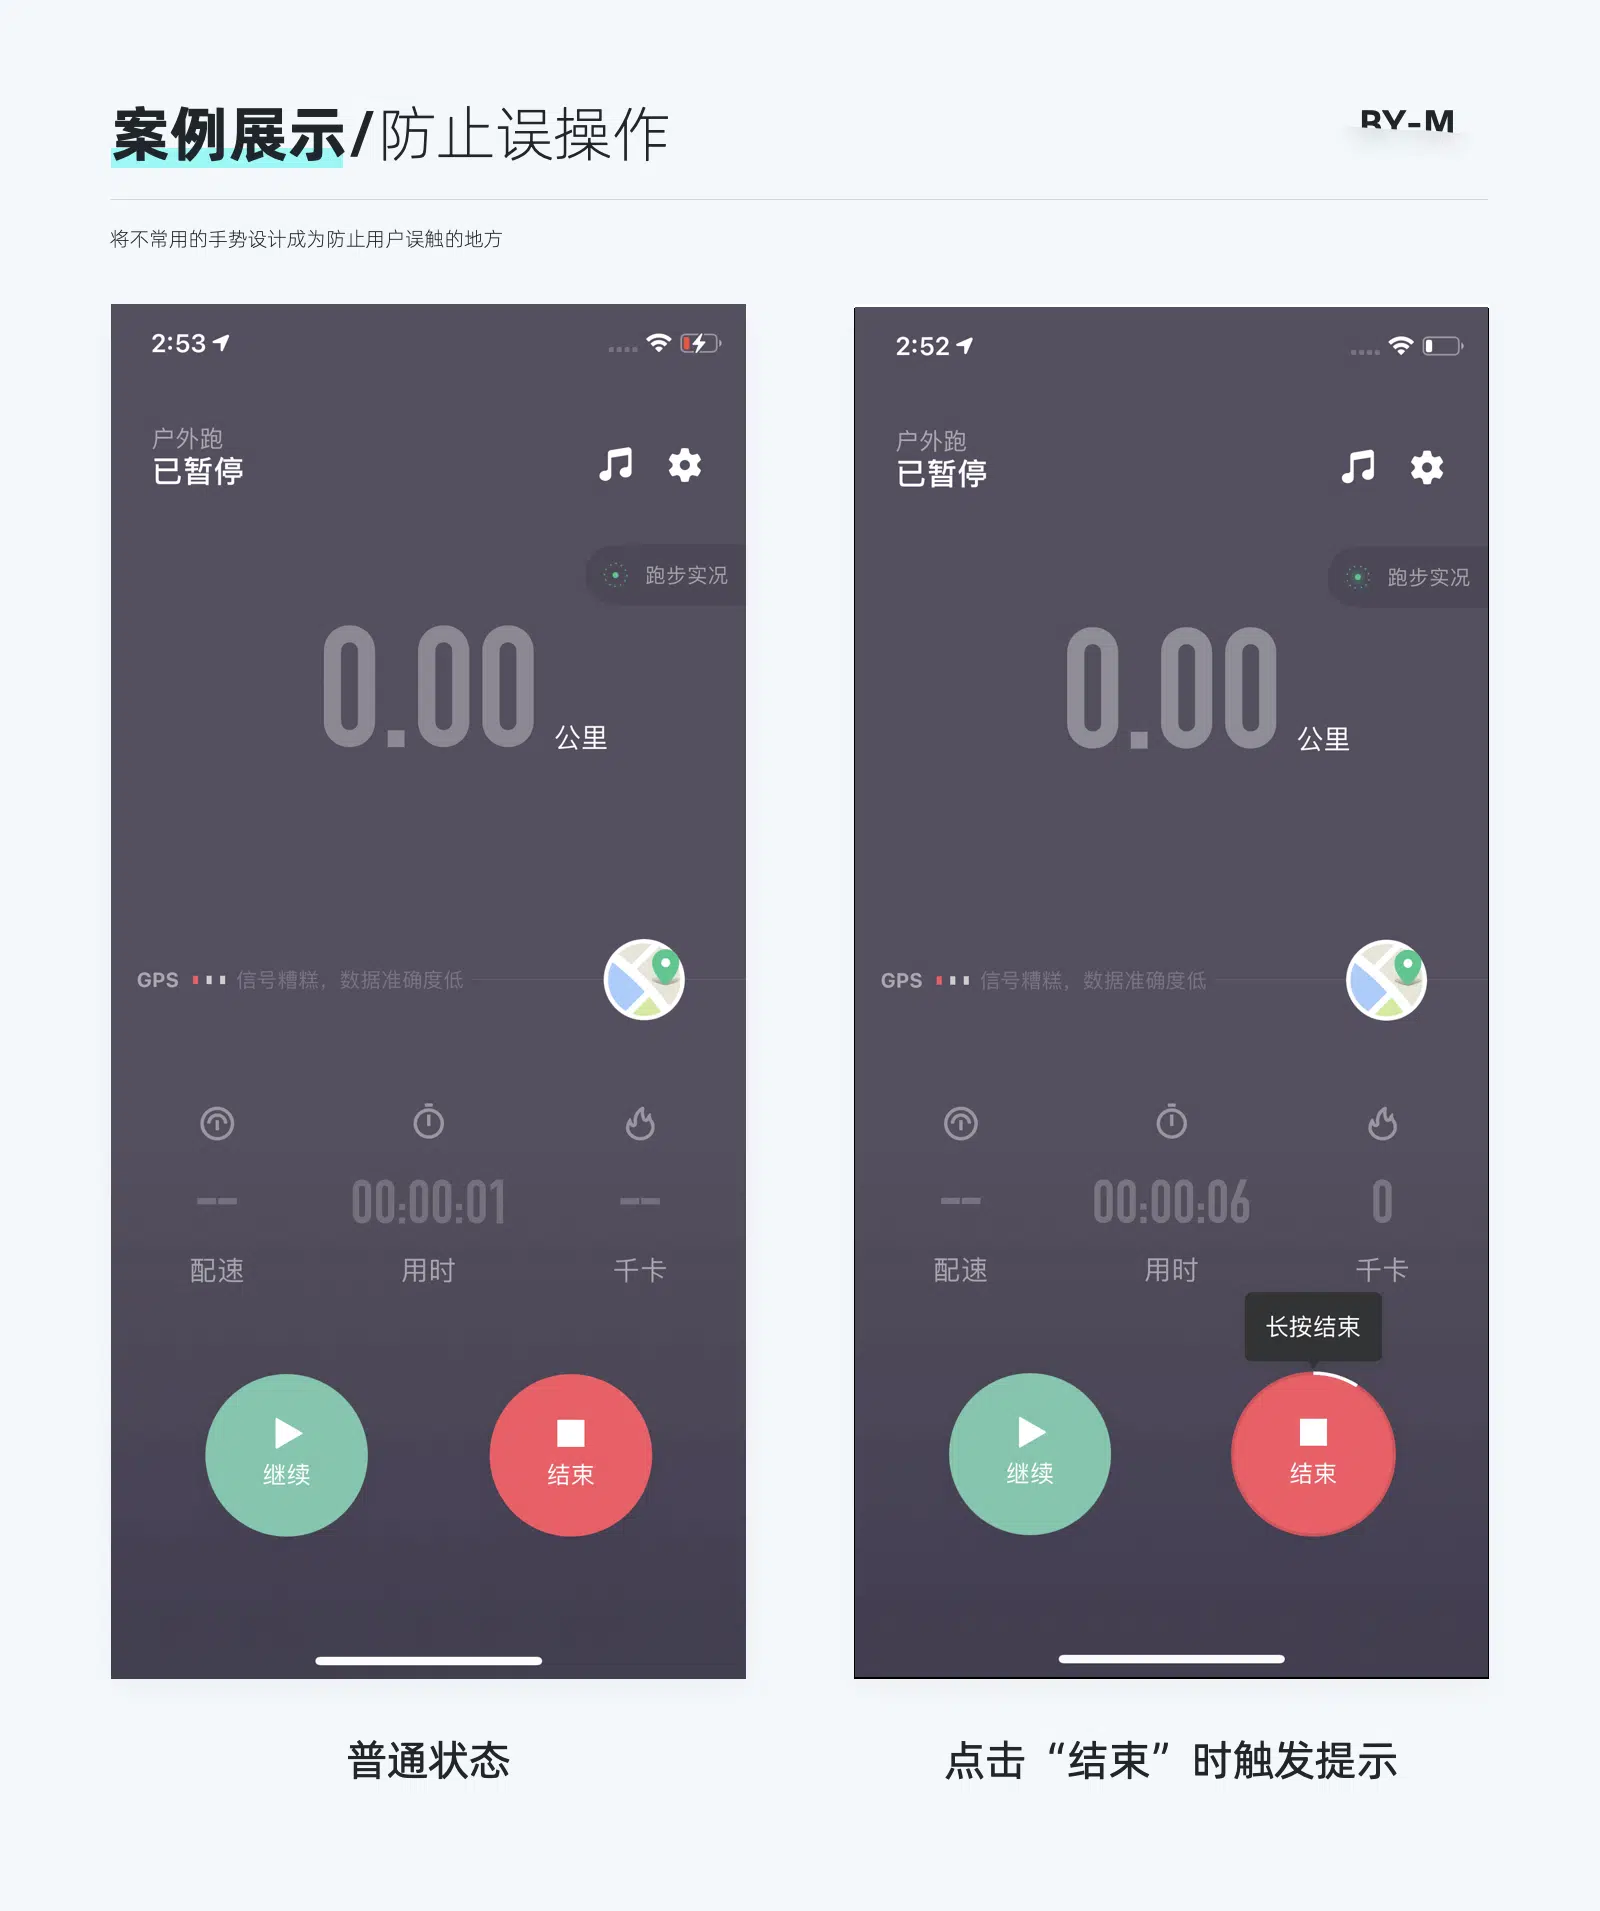 案例展示/防止误操作
BY-M
将不常用的手势设计成为防止用户误触的地方
2:53
户外跑
已暂停
跑步实况
0.00 公里
GPS 信号糟糕，数据准确度低
-- 00:00:01 --
配速 用时 千卡
继续 结束
普通状态
2:52
户外跑
已暂停
跑步实况
0.00 公里
GPS 信号糟糕，数据准确度低
-- 00:00:06 0
配速 用时 千卡
长按结束
继续 结束
点击“结束”时触发提示